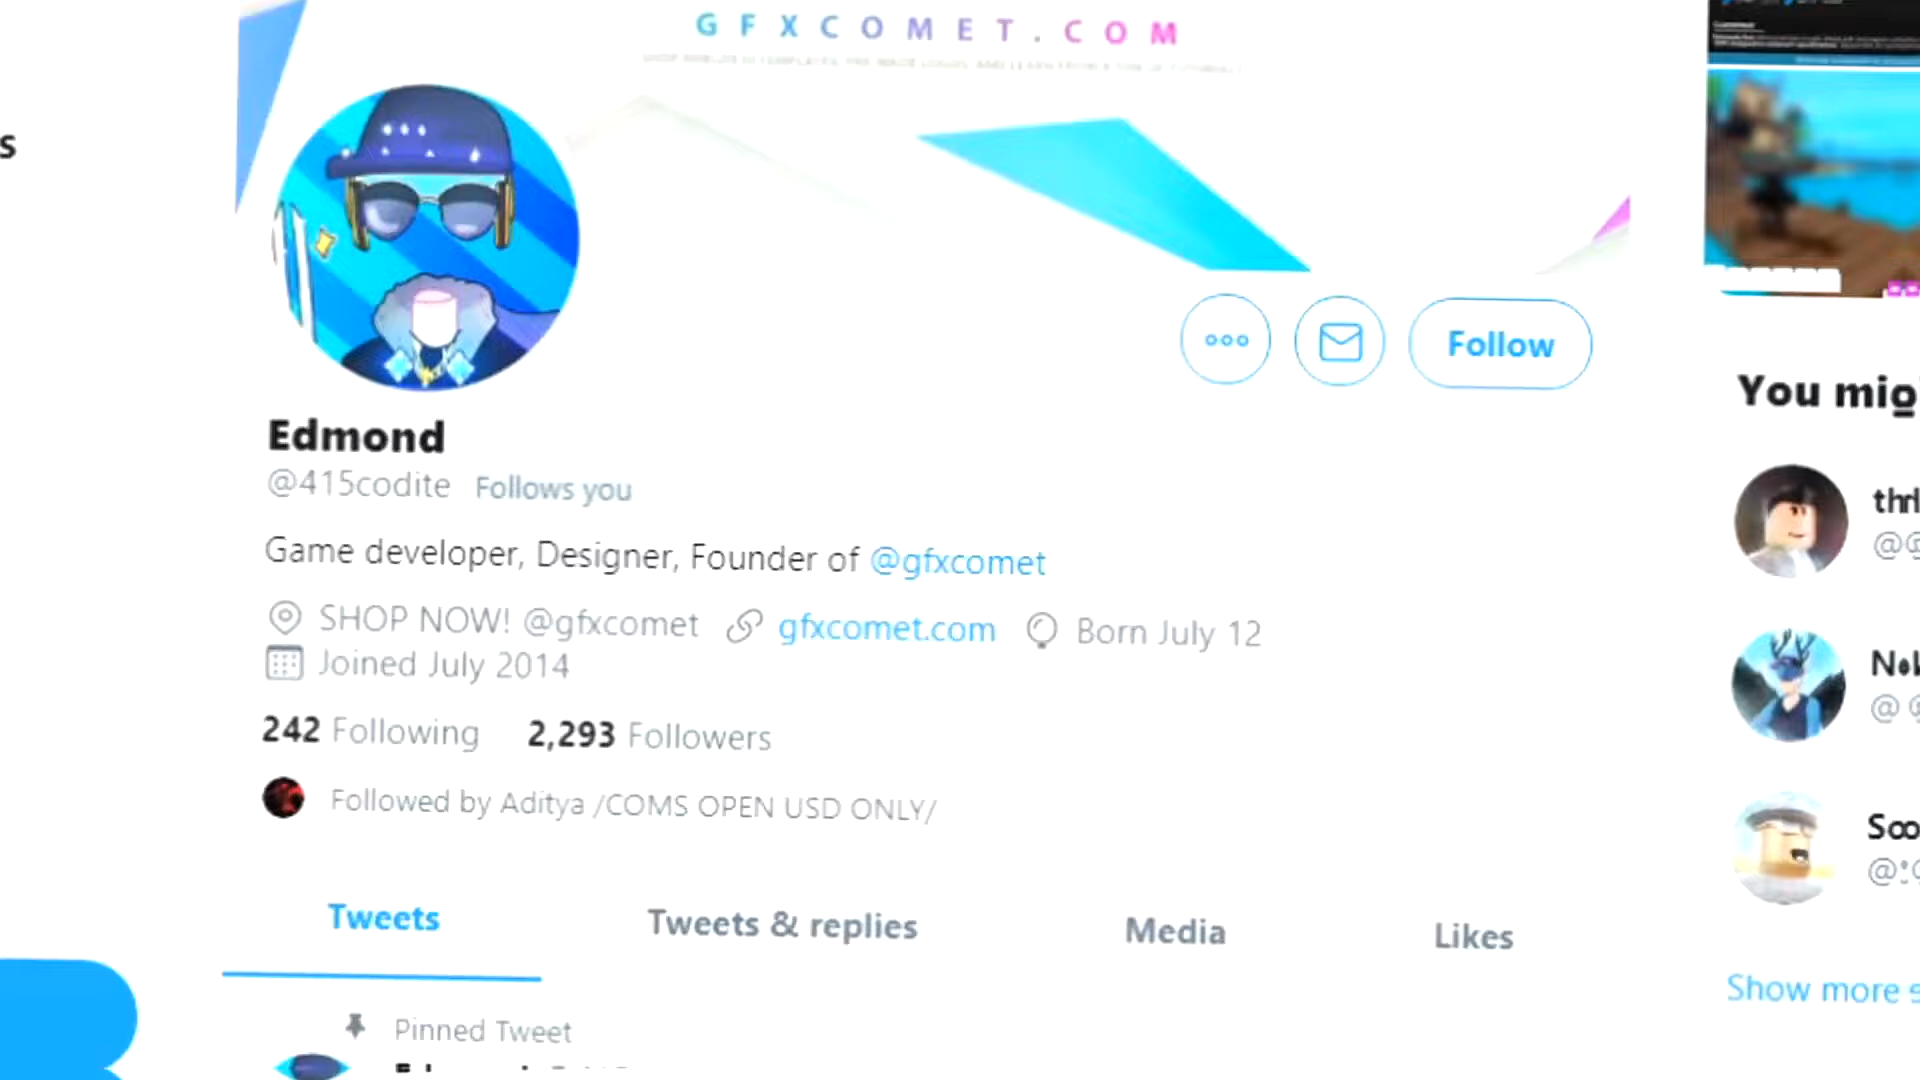 s
GFXCOMET.COM
Edmond
@415codite Follows you
Game developer, Designer, Founder of @gfxcomet
SHOP NOW! @gfxcomet gfxcomet.com Born July 12
Joined July 2014
242 Following 2,293 Followers
Followed by Aditya /COMS OPEN USD ONLY/
Tweets Tweets & replies Media Likes
Pinned Tweet
You mig
thr
@
@
Soo
@
Show more s